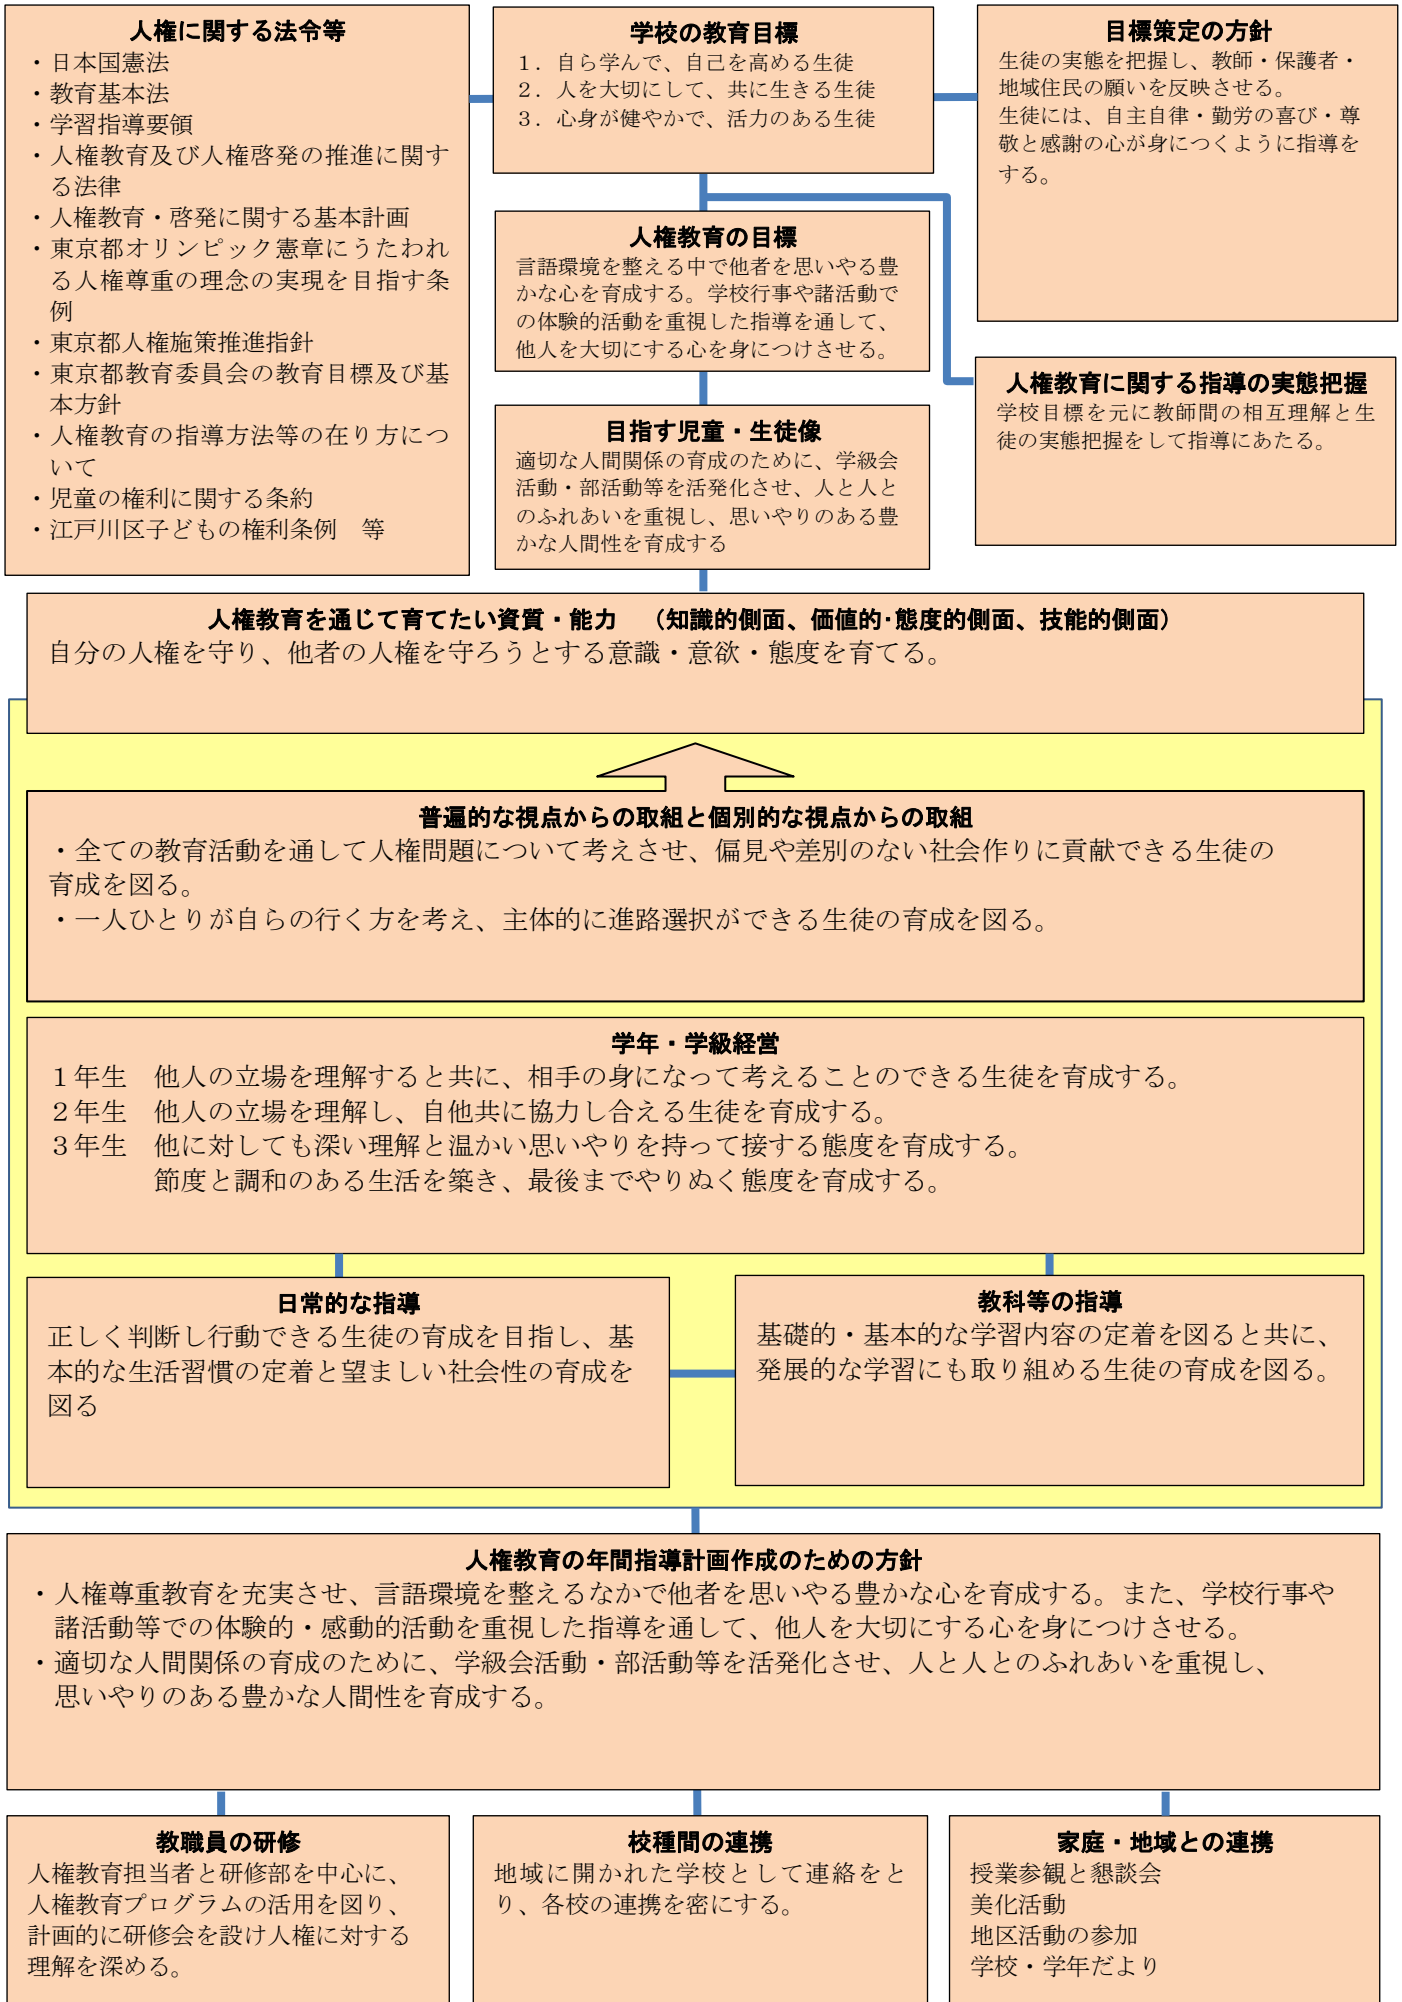 人権に関する法令等
・日本国憲法
・教育基本法
・学習指導要領
・人権教育及び人権啓発の推進に関す
る法律
・人権教育・啓発に関する基本計画
・東京都オリンピック憲章にうたわれ
る人権尊重の理念の実現を目指す条
例
・東京都人権施策推進指針
・東京都教育委員会の教育目標及び基
本方針
・人権教育の指導方法等の在り方につ
いて
・児童の権利に関する条約
・江戸川区子どもの権利条例　等
学校の教育目標
１．自ら学んで、自己を高める生徒
２．人を大切にして、共に生きる生徒
３．心身が健やかで、活力のある生徒
目標策定の方針
生徒の実態を把握し、教師・保護者・
地域住民の願いを反映させる。
生徒には、自主自律・勤労の喜び・尊
敬と感謝の心が身につくように指導を
する。
人権教育の目標
言語環境を整える中で他者を思いやる豊
かな心を育成する。学校行事や諸活動で
の体験的活動を重視した指導を通して、
他人を大切にする心を身につけさせる。
人権教育に関する指導の実態把握
学校目標を元に教師間の相互理解と生
徒の実態把握をして指導にあたる。
目指す児童・生徒像
適切な人間関係の育成のために、学級会
活動・部活動等を活発化させ、人と人と
のふれあいを重視し、思いやりのある豊
かな人間性を育成する
人権教育を通じて育てたい資質・能力　（知識的側面、価値的･態度的側面、技能的側面）
自分の人権を守り、他者の人権を守ろうとする意識・意欲・態度を育てる。
普遍的な視点からの取組と個別的な視点からの取組
・全ての教育活動を通して人権問題について考えさせ、偏見や差別のない社会作りに貢献できる生徒の
育成を図る。
・一人ひとりが自らの行く方を考え、主体的に進路選択ができる生徒の育成を図る。
学年・学級経営
１年生　他人の立場を理解すると共に、相手の身になって考えることのできる生徒を育成する。
２年生　他人の立場を理解し、自他共に協力し合える生徒を育成する。
３年生　他に対しても深い理解と温かい思いやりを持って接する態度を育成する。
節度と調和のある生活を築き、最後までやりぬく態度を育成する。
日常的な指導
正しく判断し行動できる生徒の育成を目指し、基
本的な生活習慣の定着と望ましい社会性の育成を
図る
教科等の指導
基礎的・基本的な学習内容の定着を図ると共に、
発展的な学習にも取り組める生徒の育成を図る。
人権教育の年間指導計画作成のための方針
・人権尊重教育を充実させ、言語環境を整えるなかで他者を思いやる豊かな心を育成する。また、学校行事や
諸活動等での体験的・感動的活動を重視した指導を通して、他人を大切にする心を身につけさせる。
・適切な人間関係の育成のために、学級会活動・部活動等を活発化させ、人と人とのふれあいを重視し、
思いやりのある豊かな人間性を育成する。
教職員の研修
人権教育担当者と研修部を中心に、
人権教育プログラムの活用を図り、
計画的に研修会を設け人権に対する
理解を深める。
校種間の連携
地域に開かれた学校として連絡をと
り、各校の連携を密にする。
家庭・地域との連携
授業参観と懇談会
美化活動
地区活動の参加
学校・学年だより